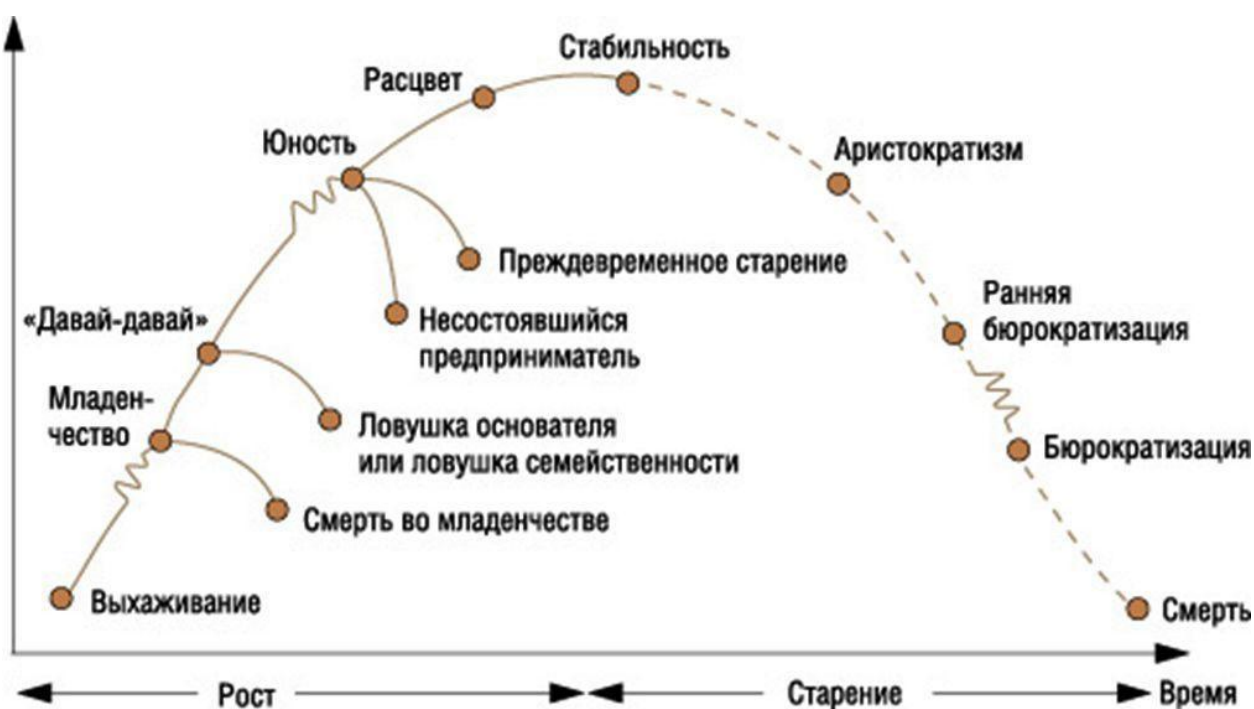 Стабильность
Расцвет
Юность
Аристократизм
Преждевременное старение
Ранняя
бюрократизация
«Давай-давай»
Несостоявшийся
предприниматель
Младен-
чество
Ловушка основателя
или ловушка семейственности
Бюрократизация
Смерть во младенчестве
Выхаживание
Смерть
Рост
Старение
Время